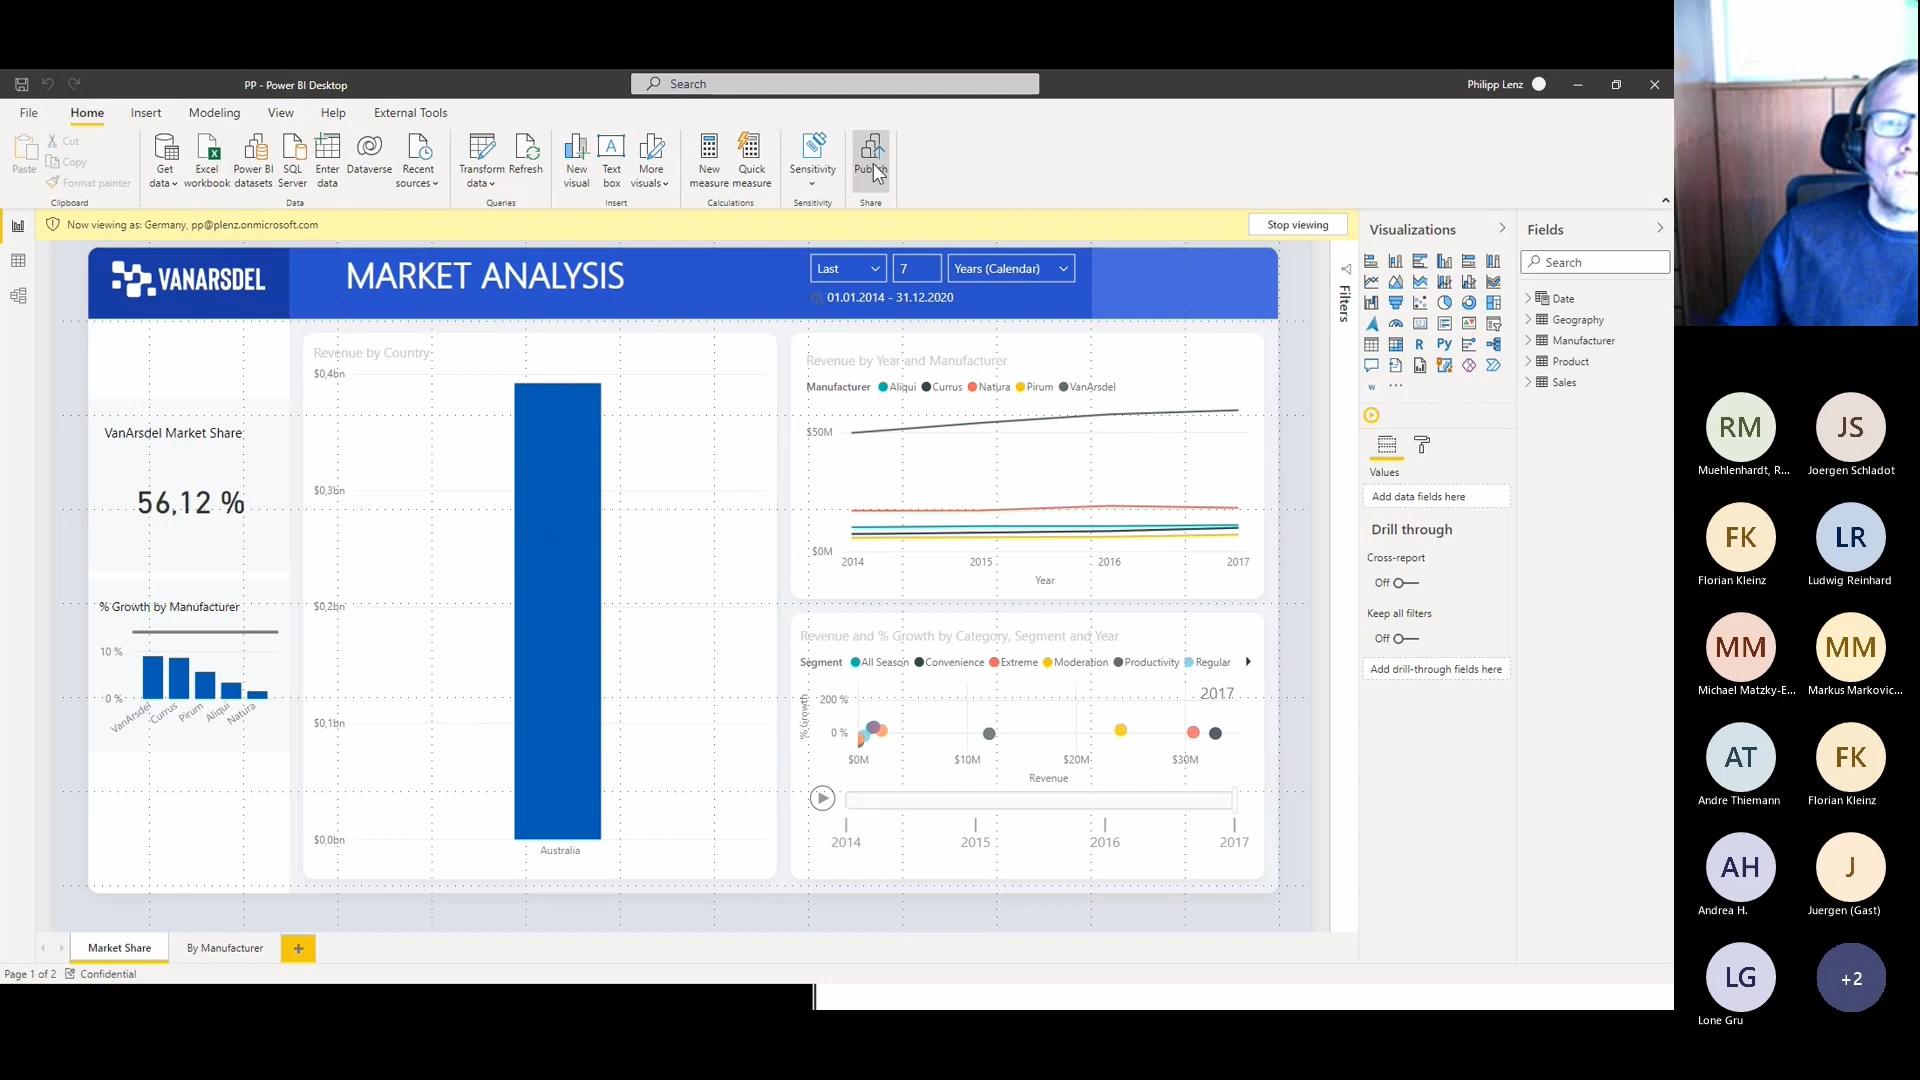 PP - Power BI Desktop
Search
Philipp Lenz
File
Home
Insert
Modeling
View
Help
External Tools
Paste
Cut
Copy
Format painter
Clipboard
Get data
Excel workbook
Power BI datasets
SQL Server
Enter data
Dataverse
Recent sources
Data
Transform data
Refresh
Queries
New visual
Text box
More visuals
Insert
New measure
Quick measure
Calculations
Sensitivity
Sensitivity
Publish
Share
Now viewing as: Germany, pp@plenz.onmicrosoft.com
Stop viewing
VANARSDEL
MARKET ANALYSIS
Last
7
Years (Calendar)
01.01.2014 - 31.12.2020
VanArsdel Market Share
56,12 %
% Growth by Manufacturer
10 %
0 %
VanArsdel
Currus
Pirum
Aliqui
Natura
Revenue by Country
$0,4bn
$0,3bn
$0,2bn
$0,1bn
$0,0bn
Australia
Revenue by Year and Manufacturer
Manufacturer Aliqui Currus Natura Pirum VanArsdel
$50M
$0M
2014 2015 2016 2017
Year
Revenue and % Growth by Category, Segment and Year
Segment All Season Convenience Extreme Moderation Productivity Regular
2017
% Growth
200 %
0 %
$0M $10M $20M $30M
Revenue
2014 2015 2016 2017
Filters
Visualizations
R
Py
Values
Add data fields here
Drill through
Cross-report
Off
Keep all filters
Off
Add drill-through fields here
Fields
Search
Date
Geography
Manufacturer
Product
Sales
Market Share
By Manufacturer
Page 1 of 2
Confidential
RM
Muehlenhardt, R...
JS
Joergen Schladot
FK
Florian Kleinz
LR
Ludwig Reinhard
MM
Michael Matzky-E...
MM
Markus Markovic...
AT
Andre Thiemann
FK
Florian Kleinz
AH
Andrea H.
J
Juergen (Gast)
LG
Lone Gru
+2